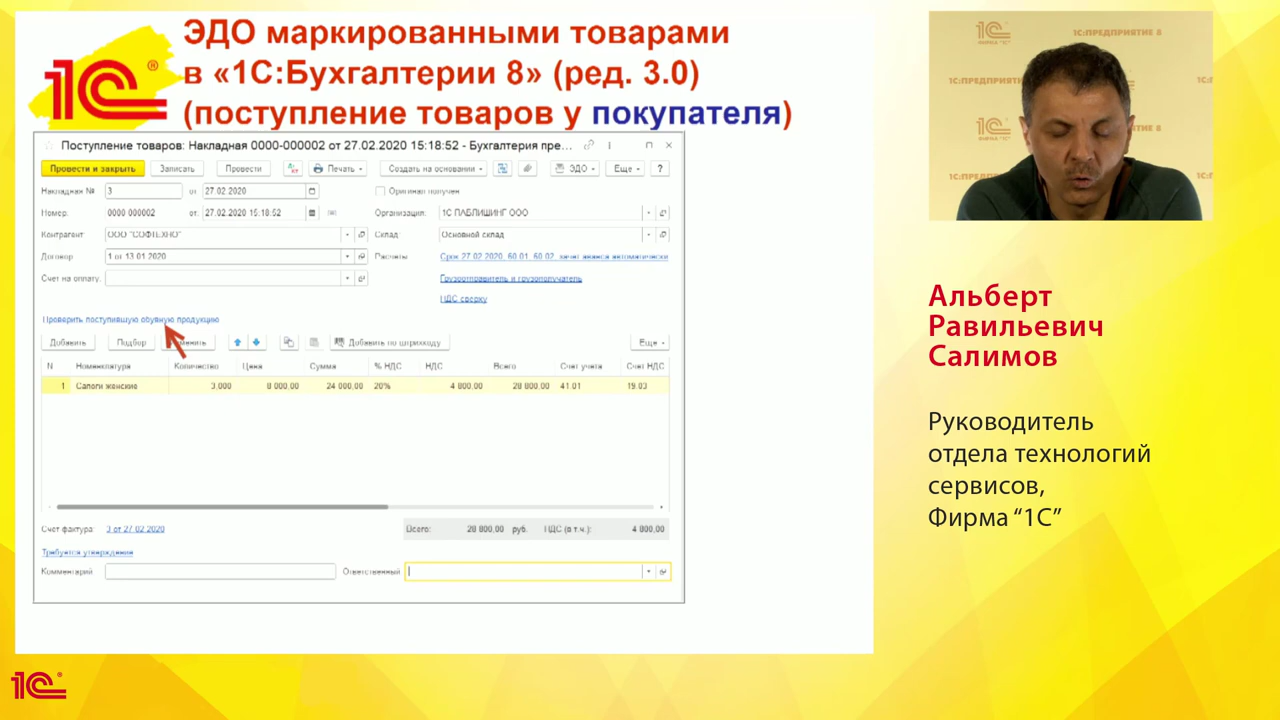 ЭДО маркированными товарами
в «1С:Бухгалтерии 8» (ред. 3.0)
(поступление товаров у покупателя)
1С®
Поступление товаров: Накладная 0000-000002 от 27.02.2020 15:18:52 - Бухгалтерия пре...
Провести и закрыть Записать Провести Печать Создать на основании ЭДО Еще ?
Накладная № 3 от 27.02.2020 Оригинал получен
Номер: 0000 000002 от: 27.02.2020 15:18:52 Организация: 1С ПАБЛИШИНГ ООО
Контрагент ООО "СОФТЕХНО" Склад: Основной склад
Договор 1 от 13.01.2020 Расчеты Срок 27.02.2020, 60.01, 60.02, зачет аванса автоматически
Счет на оплату: Грузоотправитель и грузополучатель
НДС сверху
Проверить поступившую обувную продукцию
Добавить Подбор Изменить Добавить по штрихкоду Еще
N Номенклатура Количество Цена Сумма % НДС НДС Всего Счет учета Счет НДС
1 Сапоги женские 3,000 8 000,00 24 000,00 20% 4 800,00 28 800,00 41.01 19.03
Счет фактура: 3 от 27.02.2020 Всего: 28 800,00 руб. НДС (в т.ч.): 4 800,00
Требуется утверждение
Комментарий Ответственный
1С ФИРМА "1С" 1С:ПРЕДПРИЯТИЕ 8
Альберт
Равильевич
Салимов
Руководитель
отдела технологий
сервисов,
Фирма “1С”
1С®